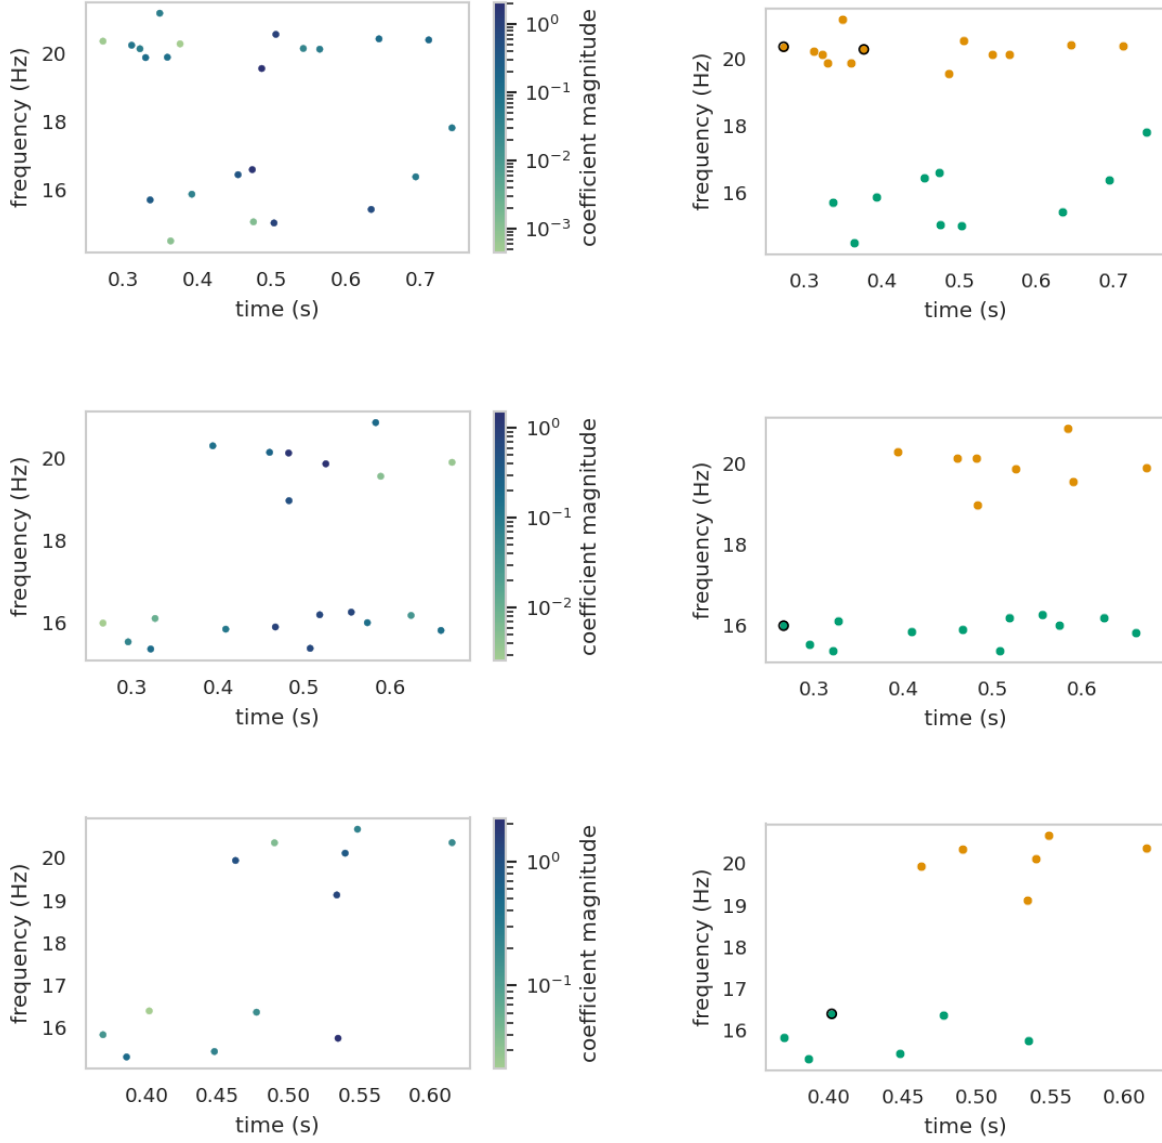 frequency (Hz)
20
18
16
0.3 0.4 0.5 0.6 0.7
time (s)
10⁰
10⁻¹
10⁻²
10⁻³
coefficient magnitude
frequency (Hz)
20
18
16
0.3 0.4 0.5 0.6 0.7
time (s)
frequency (Hz)
20
18
16
0.3 0.4 0.5 0.6
time (s)
10⁰
10⁻¹
10⁻²
coefficient magnitude
frequency (Hz)
20
18
16
0.3 0.4 0.5 0.6
time (s)
frequency (Hz)
20
19
18
17
16
0.40 0.45 0.50 0.55 0.60
time (s)
10⁰
10⁻¹
coefficient magnitude
frequency (Hz)
20
19
18
17
16
0.40 0.45 0.50 0.55 0.60
time (s)